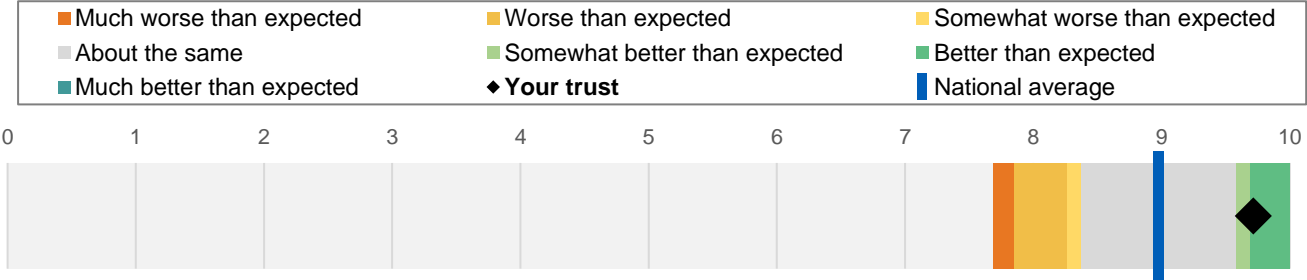 Much worse than expected Worse than expected Somewhat worse than expected
About the same Somewhat better than expected Better than expected
Much better than expected Your trust National average
0 1 2 3 4 5 6 7 8 9 10